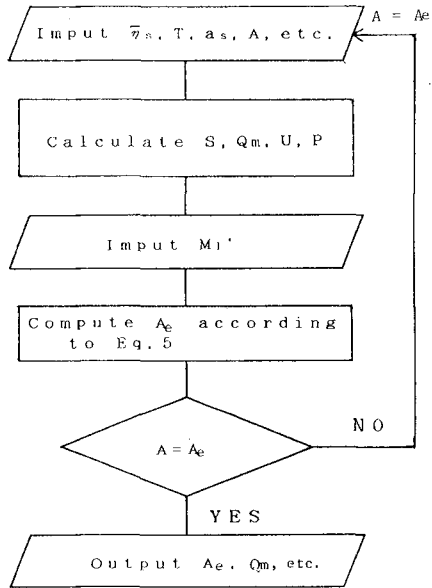 Imput η̅s, T, as, A, etc.
A = Ae
Calculate S, Qm, U, P
Imput M1'
Compute Ae according
to Eq.5
A = Ae
NO
YES
Output Ae, Qm, etc.